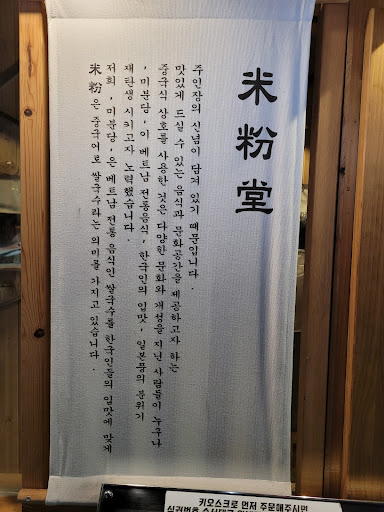 米粉堂
米粉 은 중국어로 쌀국수라는 의미를 가지고 있습니다.
저희 , 미분당 , 은 베트남 전통 음식인 쌀국수를 한국인들의 입맛에 맞게
재탄생 시키고자 노력했습니다.
, 미분당 , 이 베트남 전통음식, 한국인의 입맛, 일본풍의 분위기
중국식 상호를 사용한 것은 다양한 문화와 개성을 지닌 사람들이 누구나
맛있게 드실 수 있는 음식과 문화공간을 제공하고자 하는
주인장의 신념이 담겨 있기 때문입니다.
키오스크로 먼저 주문해주시면